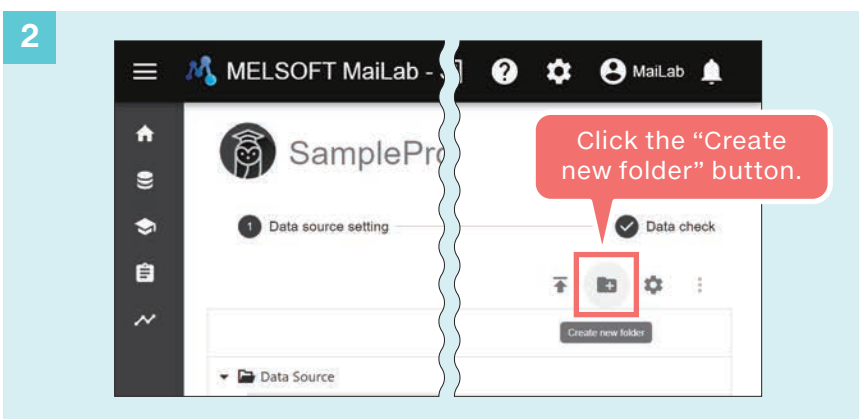 2
MELSOFT MaiLab -
MaiLab
SamplePro
Click the “Create
new folder” button.
1 Data source setting
Data check
Create new folder
Data Source